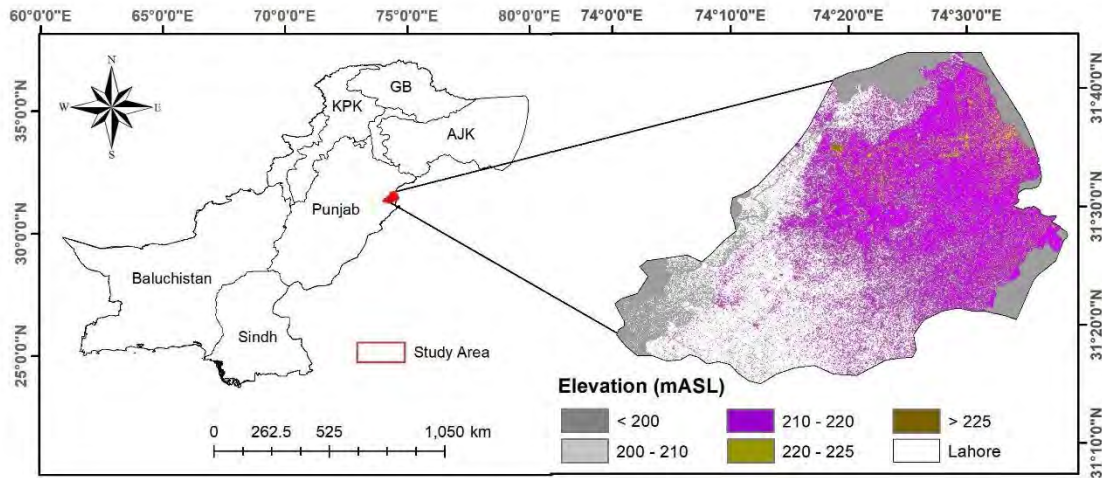 60°0'0"E 65°0'0"E 70°0'0"E 75°0'0"E 80°0'0"E
74°0'0"E 74°10'0"E 74°20'0"E 74°30'0"E
35°0'0"N
30°0'0"N
25°0'0"N
N
W E
S
KPK
GB
AJK
Punjab
Baluchistan
Sindh
Study Area
0 262.5 525 1,050 km
31°40'0"N
31°30'0"N
31°20'0"N
31°10'0"N
Elevation (mASL)
< 200 210 - 220 > 225
200 - 210 220 - 225 Lahore